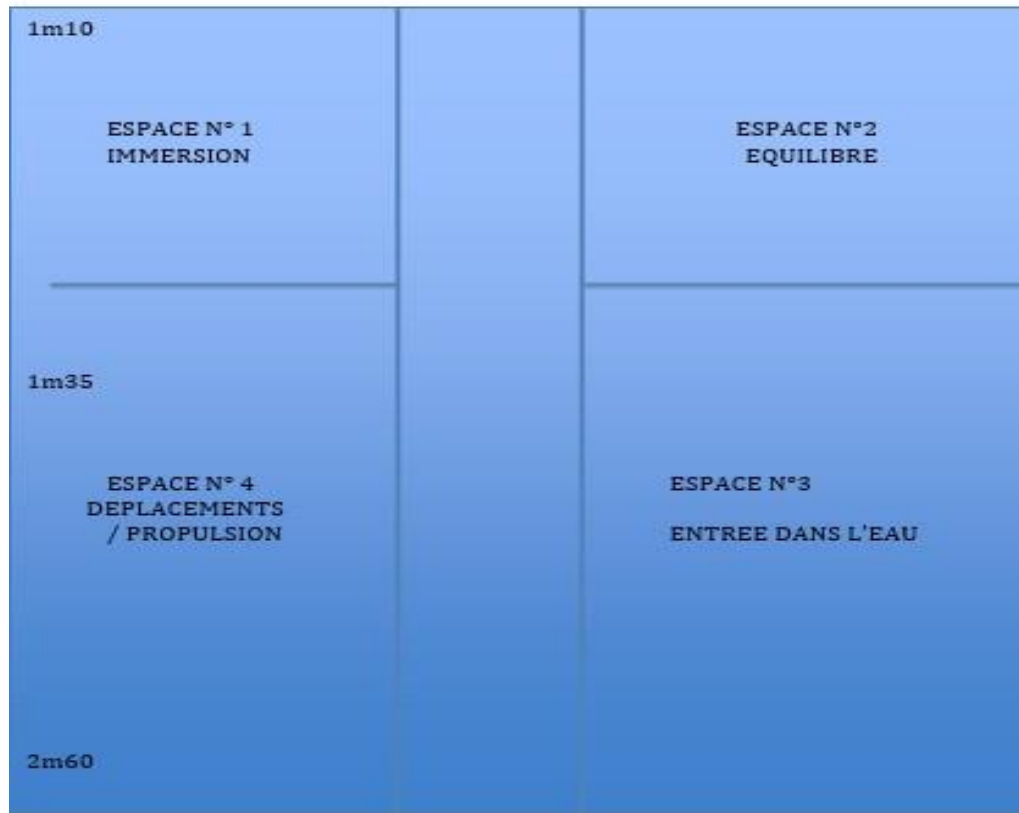 1m10
ESPACE N° 1
IMMERSION
ESPACE N°2
EQUILIBRE
1m35
ESPACE N° 4
DEPLACEMENTS
/ PROPULSION
ESPACE N°3
ENTREE DANS L'EAU
2m60